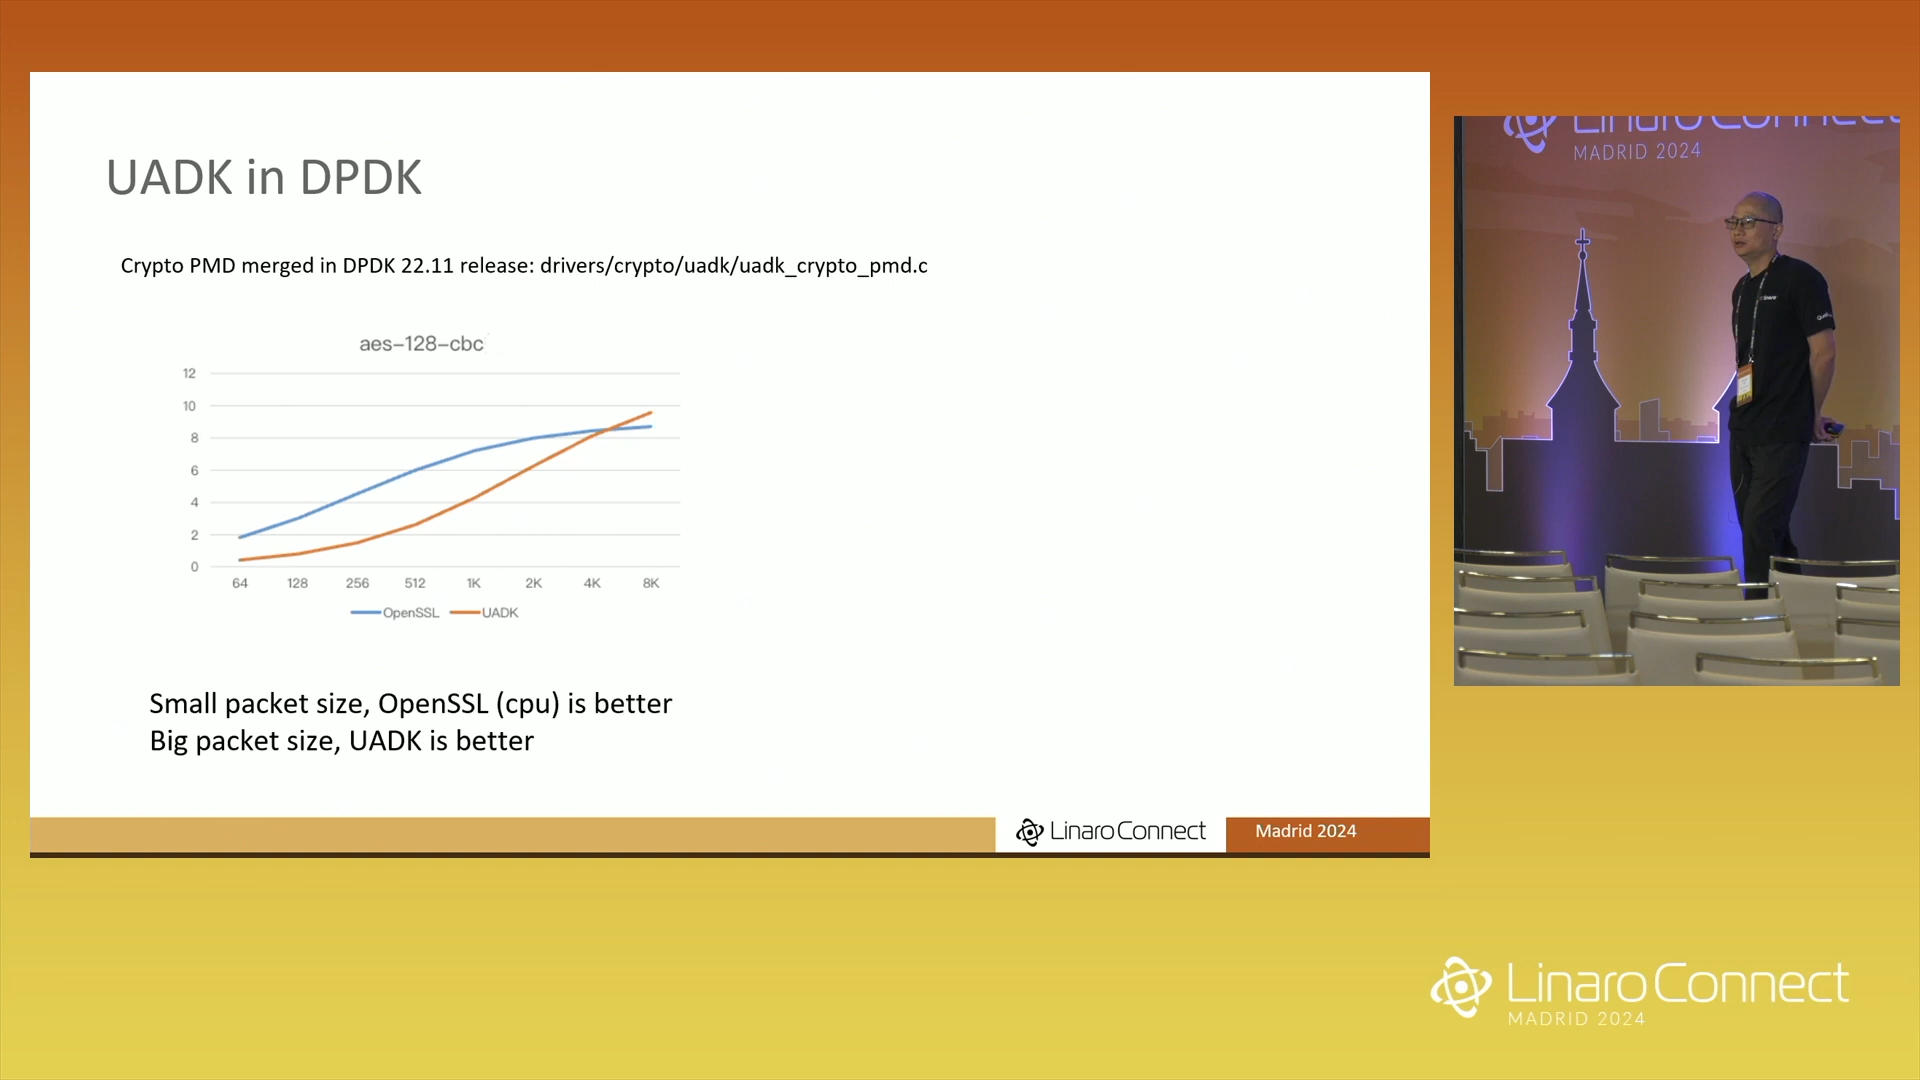 UADK in DPDK
Crypto PMD merged in DPDK 22.11 release: drivers/crypto/uadk/uadk_crypto_pmd.c
aes-128-cbc
12
10
8
6
4
2
0
64 128 256 512 1K 2K 4K 8K
OpenSSL UADK
Small packet size, OpenSSL (cpu) is better
Big packet size, UADK is better
Linaro Connect
Madrid 2024
Linaro Connect
MADRID 2024
Linaro Connect
MADRID 2024